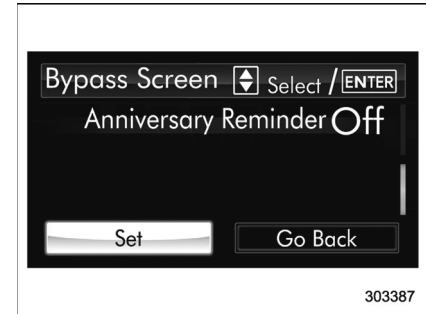 Bypass Screen Select / ENTER
Anniversary Reminder Off
Set Go Back
303387